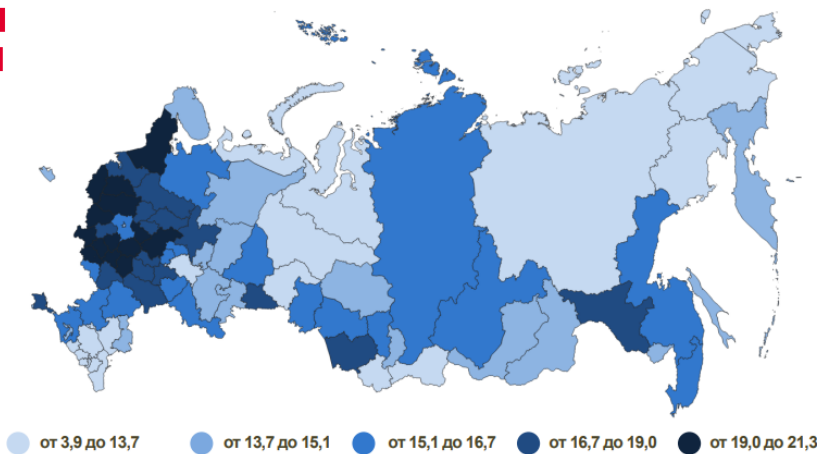 от 3,9 до 13,7 от 13,7 до 15,1 от 15,1 до 16,7 от 16,7 до 19,0 от 19,0 до 21,3